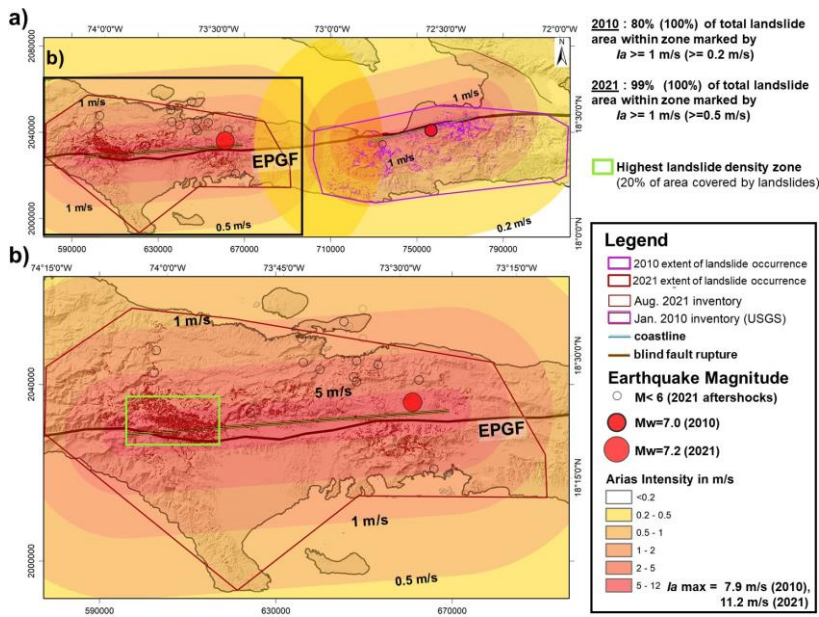 a)
74°0'0"W
73°30'0"W
73°0'0"W
72°30'0"W
72°0'0"W
2080000
2040000
2000000
b)
1 m/s
1 m/s
0.5 m/s
EPGF
1 m/s
1 m/s
0.2 m/s
N
18°30'0"N
18°0'0"N
590000
630000
670000
710000
750000
790000
b)
74°15'0"W
74°0'0"W
73°45'0"W
73°30'0"W
73°15'0"W
2040000
2000000
1 m/s
5 m/s
EPGF
1 m/s
0.5 m/s
18°30'0"N
18°15'0"N
590000
630000
670000
2010 : 80% (100%) of total landslide
area within zone marked by
Ia >= 1 m/s (>= 0.2 m/s)
2021 : 99% (100%) of total landslide
area within zone marked by
Ia >= 1 m/s (>=0.5 m/s)
Highest landslide density zone
(20% of area covered by landslides)
Legend
2010 extent of landslide occurrence
2021 extent of landslide occurrence
Aug. 2021 inventory
Jan. 2010 inventory (USGS)
coastline
blind fault rupture
Earthquake Magnitude
M< 6 (2021 aftershocks)
Mw=7.0 (2010)
Mw=7.2 (2021)
Arias Intensity in m/s
<0.2
0.2 - 0.5
0.5 - 1
1 - 2
2 - 5
5 - 12
Ia max = 7.9 m/s (2010),
11.2 m/s (2021)